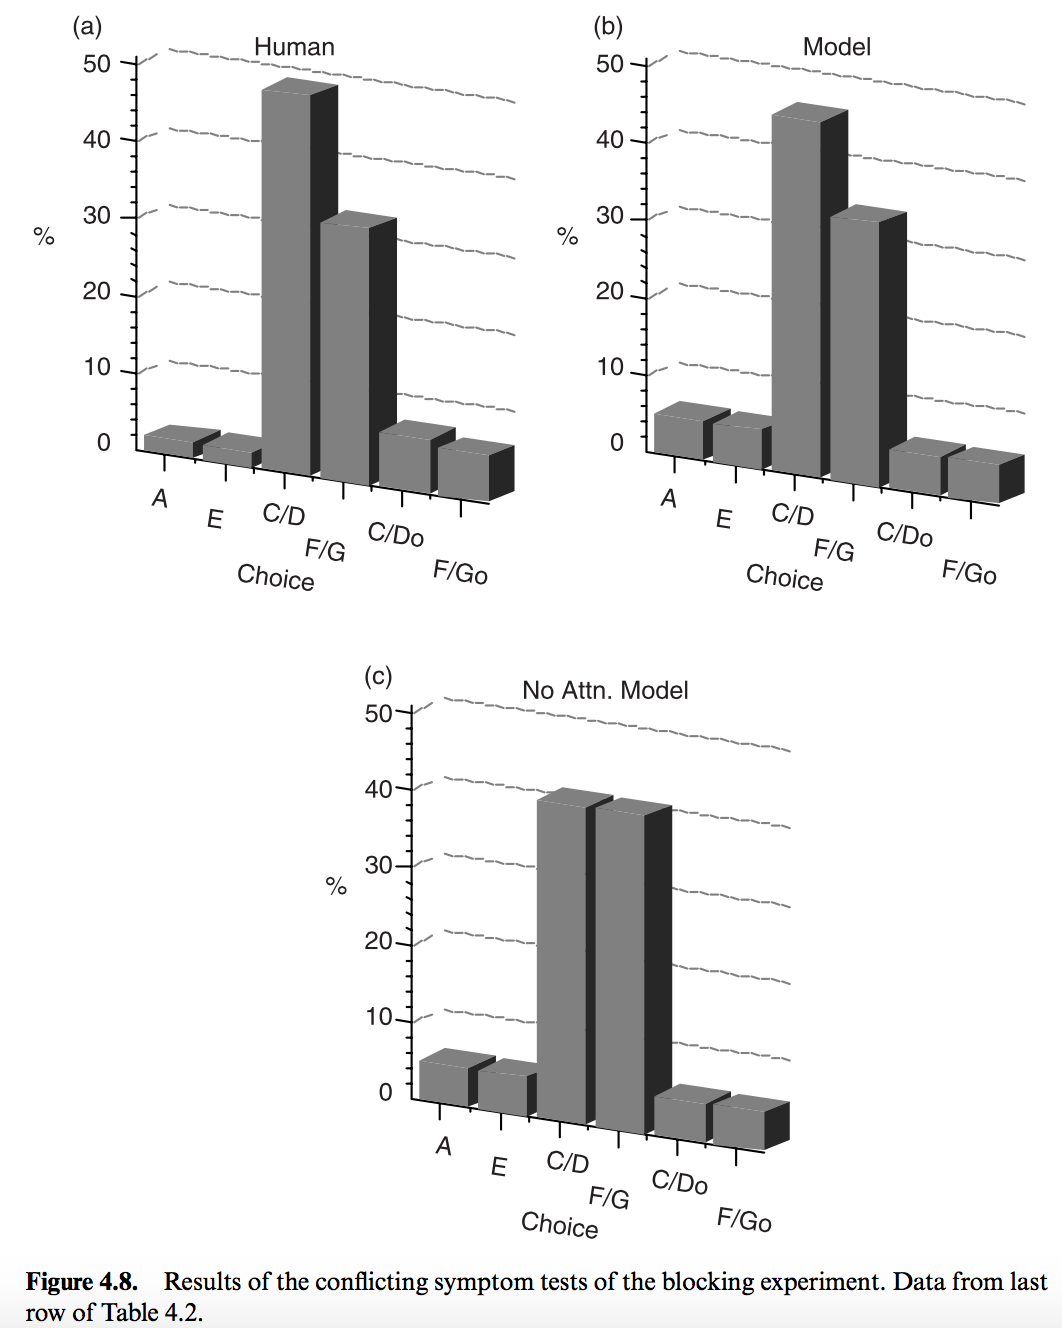 (a)
Human
50
40
30
%
20
10
0
A
E
C/D
F/G
C/Do
F/Go
Choice
(b)
Model
50
40
30
%
20
10
0
A
E
C/D
F/G
C/Do
F/Go
Choice
(c)
No Attn. Model
50
40
30
%
20
10
0
A
E
C/D
F/G
C/Do
F/Go
Choice
Figure 4.8. Results of the conflicting symptom tests of the blocking experiment. Data from last
row of Table 4.2.